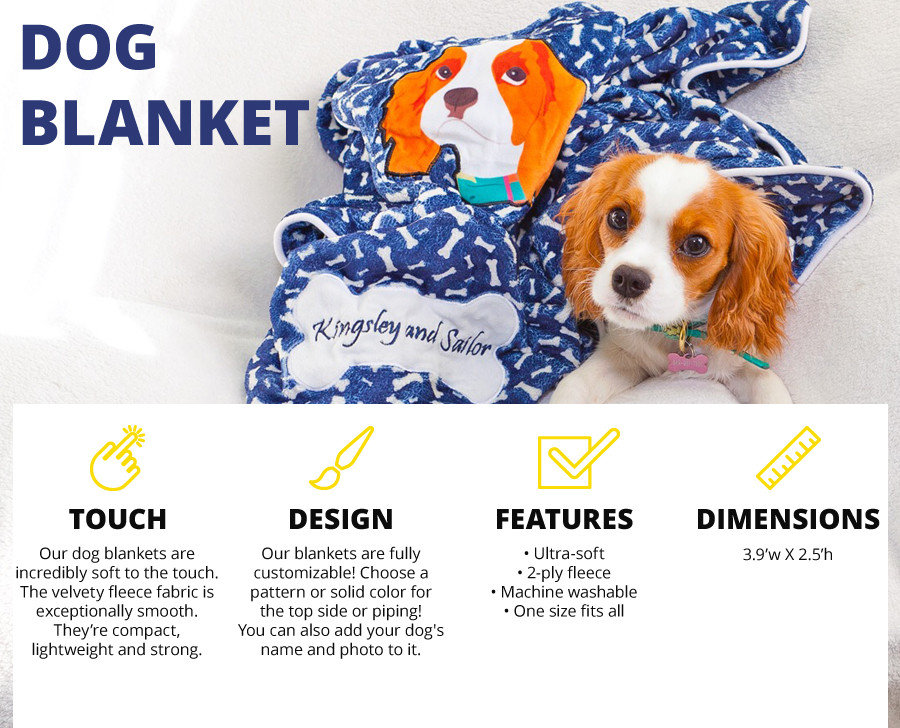 DOG
BLANKET
Kingsley and Sailor
TOUCH
Our dog blankets are
incredibly soft to the touch.
The velvety fleece fabric is
exceptionally smooth.
They’re compact,
lightweight and strong.
DESIGN
Our blankets are fully
customizable! Choose a
pattern or solid color for
the top side or piping!
You can also add your dog's
name and photo to it.
FEATURES
• Ultra-soft
• 2-ply fleece
• Machine washable
• One size fits all
DIMENSIONS
3.9’w X 2.5’h